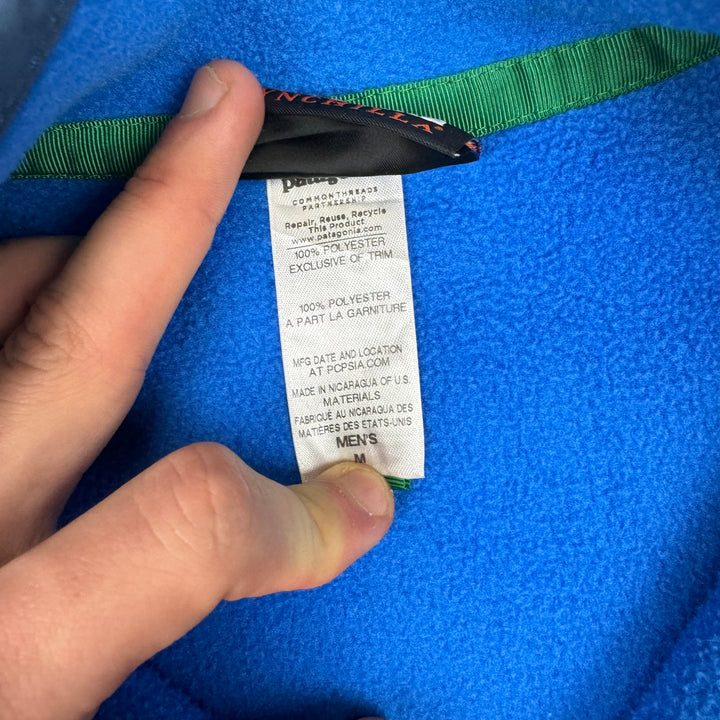 NCHILLA®
COMMONTHREADS
PARTNERSHIP
Repair, Reuse, Recycle
This Product
www.patagonia.com
100% POLYESTER
EXCLUSIVE OF TRIM
100% POLYESTER
A PART LA GARNITURE
MFG DATE AND LOCATION
AT PCPSIA.COM
MADE IN NICARAGUA OF U.S.
MATERIALS
FABRIQUÉ AU NICARAGUA DES
MATIÈRES DES ETATS-UNIS
MEN'S
M